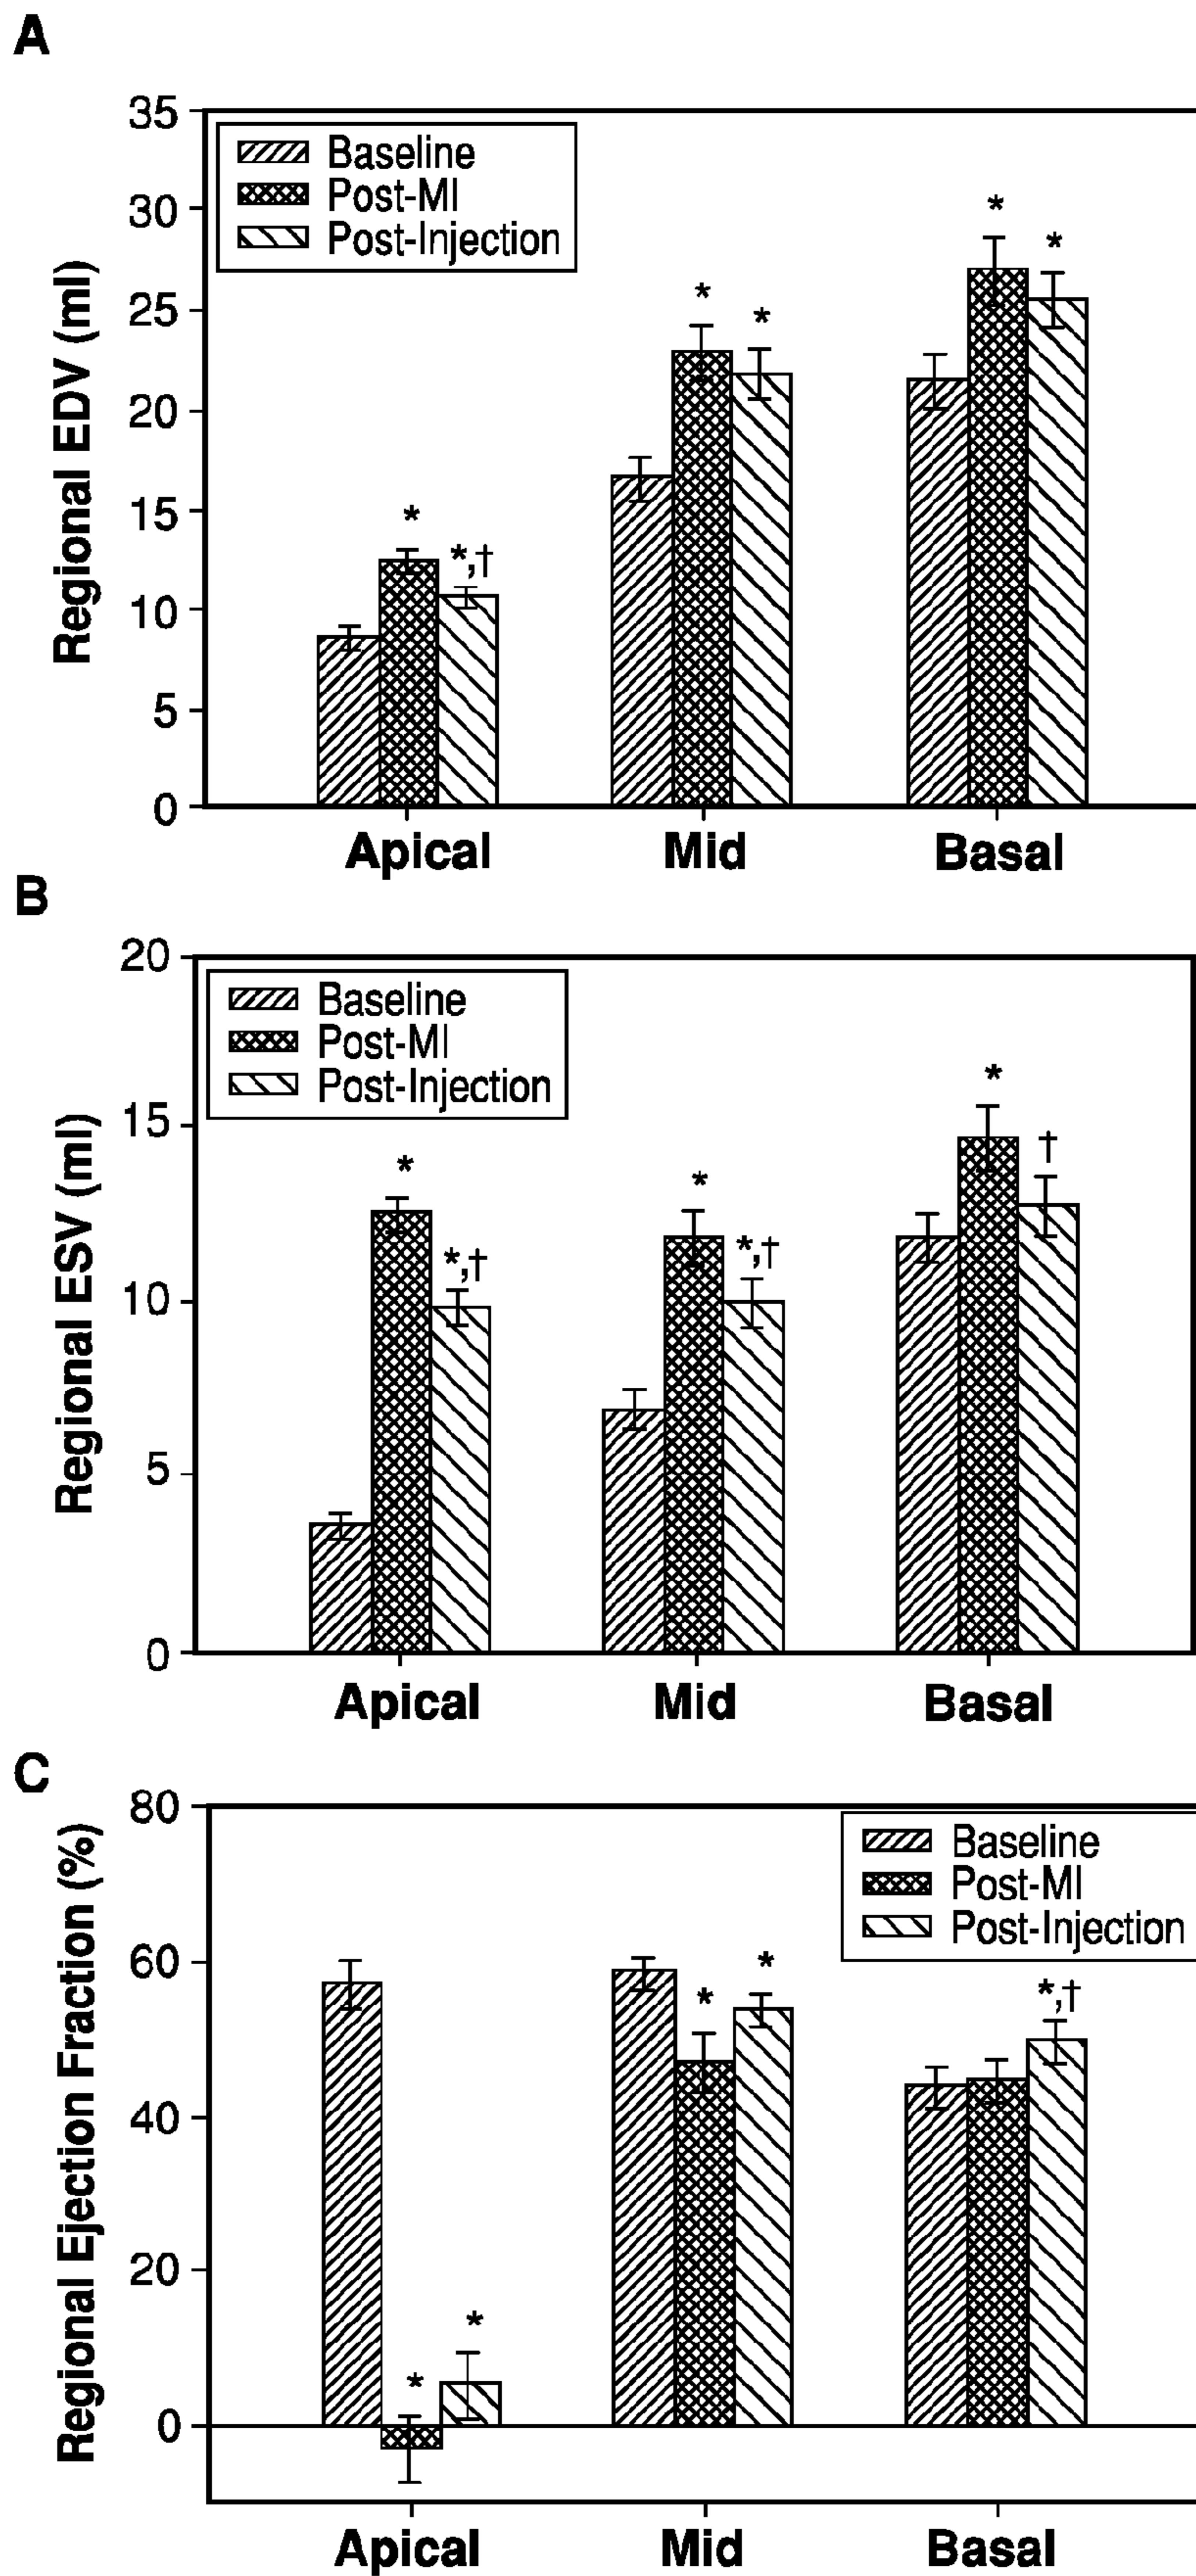 A
Regional EDV (ml)
35
30
25
20
15
10
5
0
Baseline
Post-MI
Post-Injection
*
*,†
*
*
*
*
Apical
Mid
Basal
B
Regional ESV (ml)
20
15
10
5
0
Baseline
Post-MI
Post-Injection
*
*,†
*
*,†
*
†
Apical
Mid
Basal
C
Regional Ejection Fraction (%)
80
60
40
20
0
Baseline
Post-MI
Post-Injection
*
*
*
*
*,†
Apical
Mid
Basal